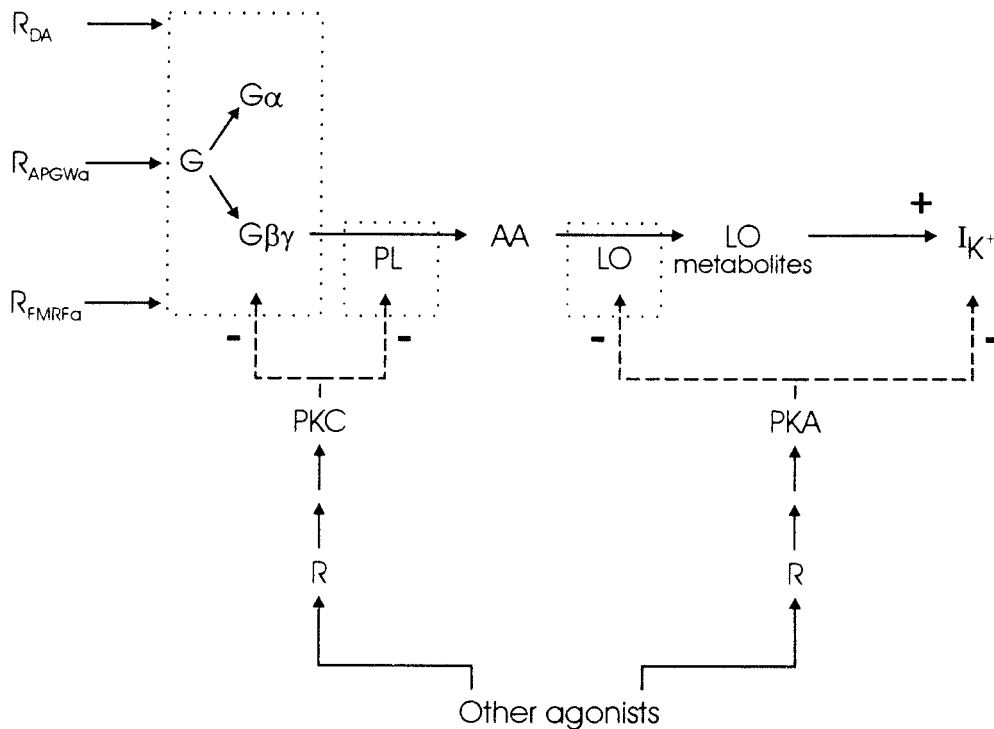 R_DA
Gα
R_APGWa
G
Gβγ
PL
AA
LO
LO
metabolites
+
I_K+
R_FMRFa
-
-
-
-
PKC
PKA
R
R
Other agonists